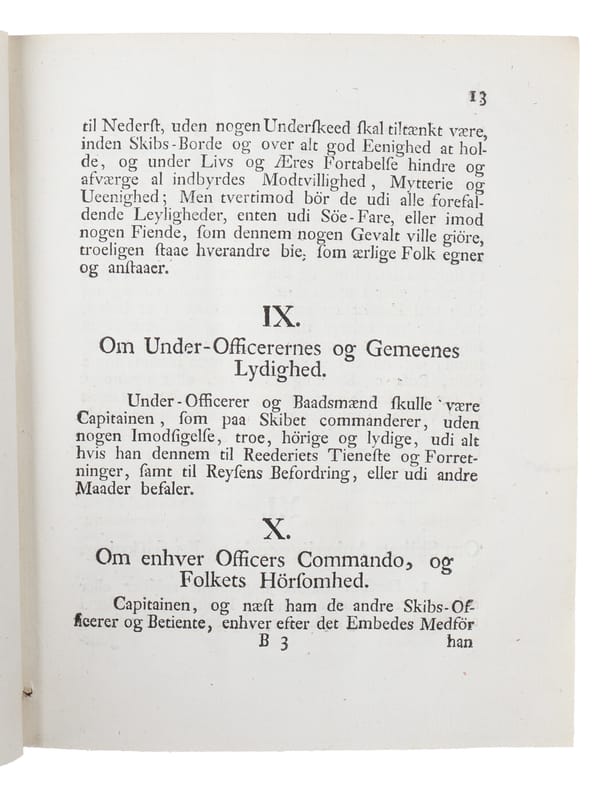 13
til Nederſt, uden nogen Underſkeed ſkal tiltænkt være,
inden Skibs-Borde og over alt god Eenighed at hol-
de, og under Livs og Æres Fortabelſe hindre og
afværge al indbyrdes Modtvillighed, Mytterie og
Ueenighed; Men tvertimod bör de udi alle forefal-
dende Leyligheder, enten udi Söe-Fare, eller imod
nogen Fiende, ſom dennem nogen Gevalt ville giöre,
troeligen ſtaae hverandre bie, ſom ærlige Folk egner
og anſtaaer.
IX.
Om Under-Officerernes og Gemeenes
Lydighed.
Under-Officerer og Baadsmænd ſkulle være
Capitainen, ſom paa Skibet commanderer, uden
nogen Imodſigelſe, troe, hörige og lydige, udi alt
hvis han dennem til Reederiets Tieneſte og Forret-
ninger, ſamt til Reyſens Befordring, eller udi andre
Maader befaler.
X.
Om enhver Officers Commando, og
Folkets Hörſomhed.
Capitainen, og næſt ham de andre Skibs-Of-
ficerer og Betiente, enhver efter det Embedes Medför
B 3 han